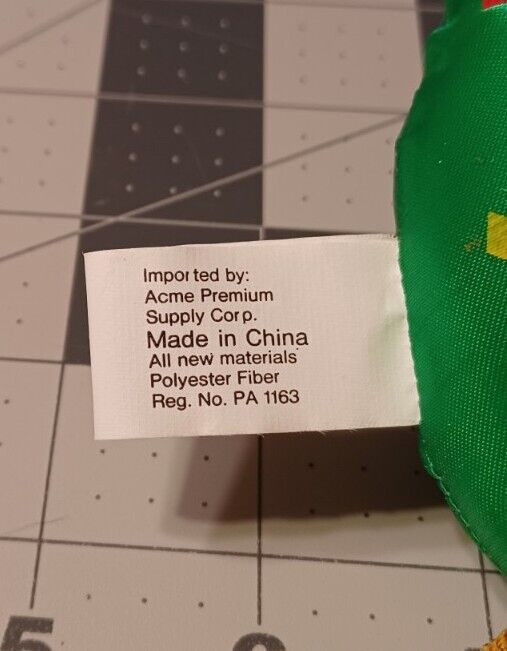 Imported by:
Acme Premium
Supply Corp.
Made in China
All new materials
Polyester Fiber
Reg. No. PA 1163